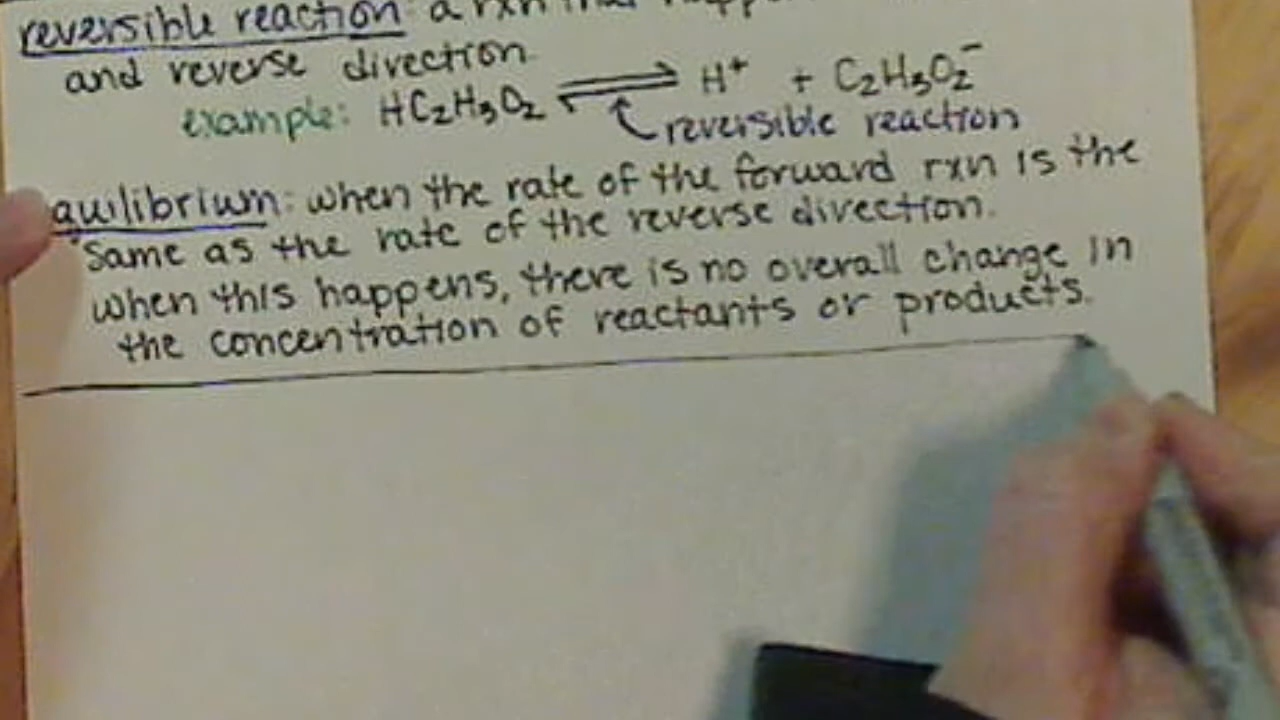 reversible reaction: a rxn that
and reverse direction.
example: HC₂H₃O₂ ⇌ H⁺ + C₂H₃O₂⁻
reversible reaction
quilibrium: when the rate of the forward rxn is the
same as the rate of the reverse direction.
when this happens, there is no overall change in
the concentration of reactants or products.